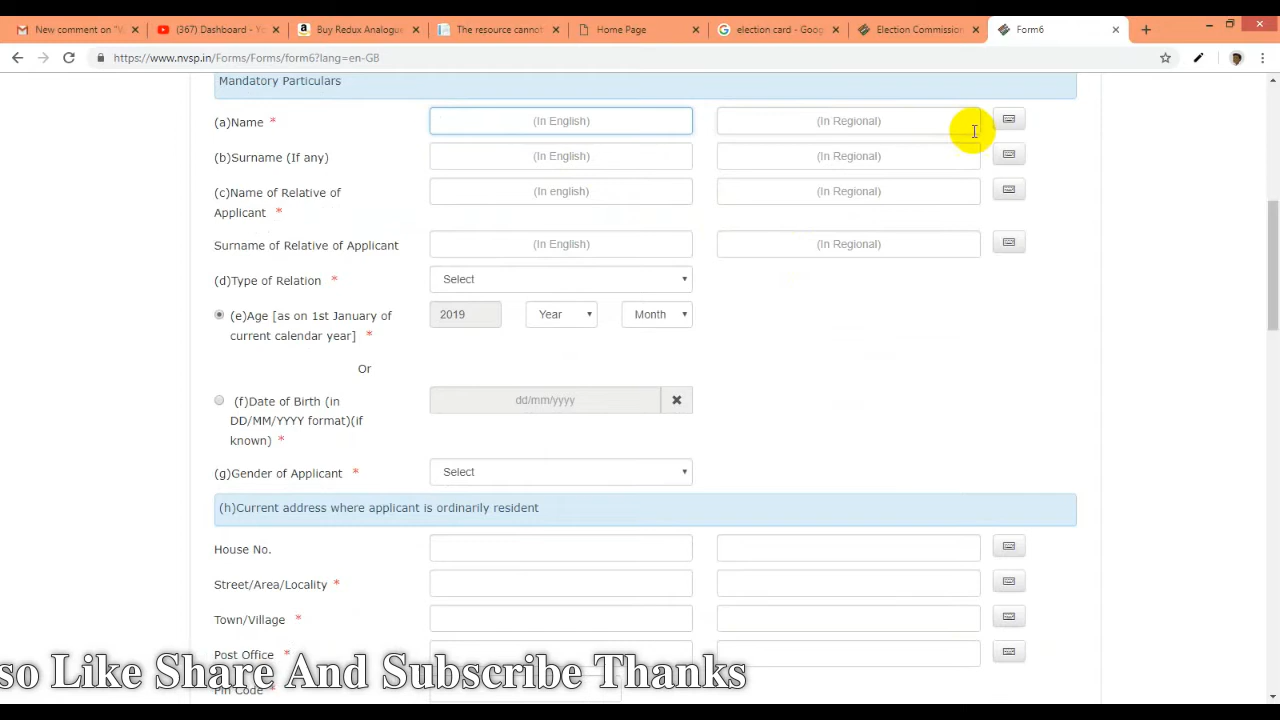 New comment on "V
(367) Dashboard - Yo
Buy Redux Analogue
The resource cannot
Home Page
election card - Goog
Election Commission
Form6
https://www.nvsp.in/Forms/Forms/form6?lang=en-GB
Mandatory Particulars
(a)Name * (In English) (In Regional)
(b)Surname (If any) (In English) (In Regional)
(c)Name of Relative of (In english) (In Regional)
Applicant *
Surname of Relative of Applicant (In English) (In Regional)
(d)Type of Relation * Select
(e)Age [as on 1st January of 2019 Year Month
current calendar year] *
Or
(f)Date of Birth (in dd/mm/yyyy
DD/MM/YYYY format)(if
known) *
(g)Gender of Applicant * Select
(h)Current address where applicant is ordinarily resident
House No.
Street/Area/Locality *
Town/Village *
Post Office *
so Like Share And Subscribe Thanks
Pin Code *